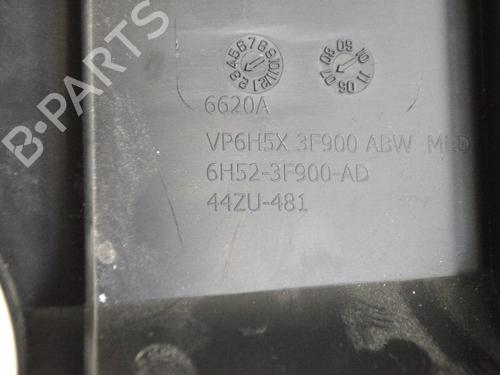 B-PARTS
6620A
VP6H5X 3F900 ABW MLD
6H52-3F900-AD
44ZU-481